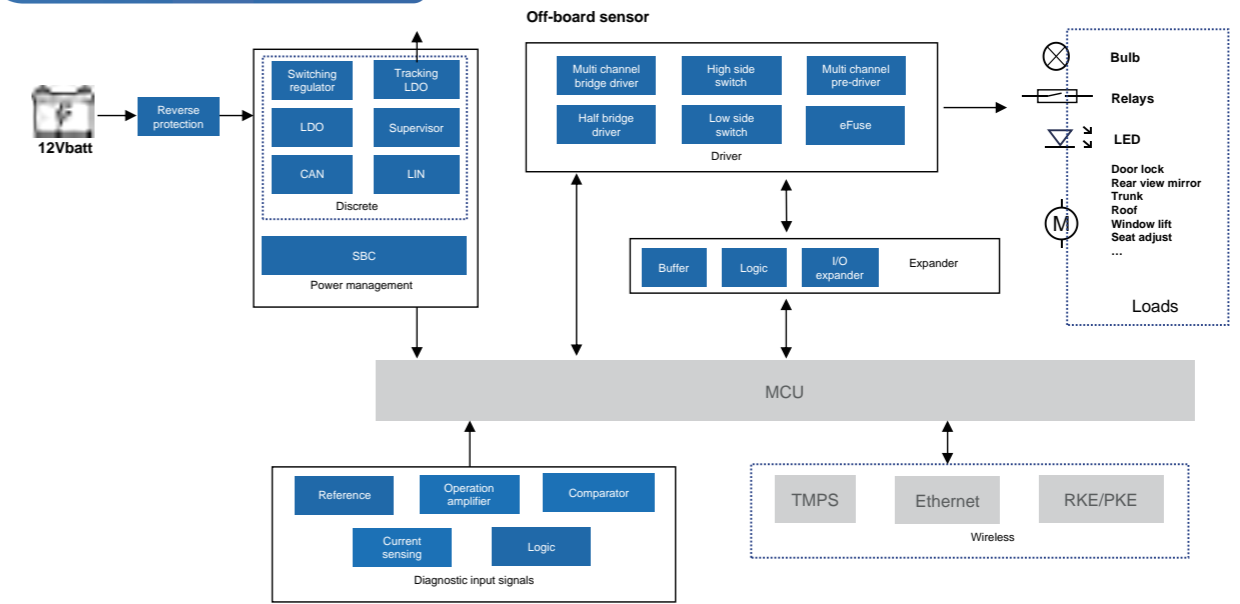 Off-board sensor
12Vbatt
Reverse
protection
Switching
regulator
Tracking
LDO
LDO
Supervisor
CAN
LIN
Discrete
SBC
Power management
Multi channel
bridge driver
High side
switch
Multi channel
pre-driver
Half bridge
driver
Low side
switch
eFuse
Driver
Buffer
Logic
I/O
expander
Expander
Bulb
Relays
LED
M
Door lock
Rear view mirror
Trunk
Roof
Window lift
Seat adjust
...
Loads
MCU
Reference
Operation
amplifier
Comparator
Current
sensing
Logic
Diagnostic input signals
TMPS
Ethernet
RKE/PKE
Wireless